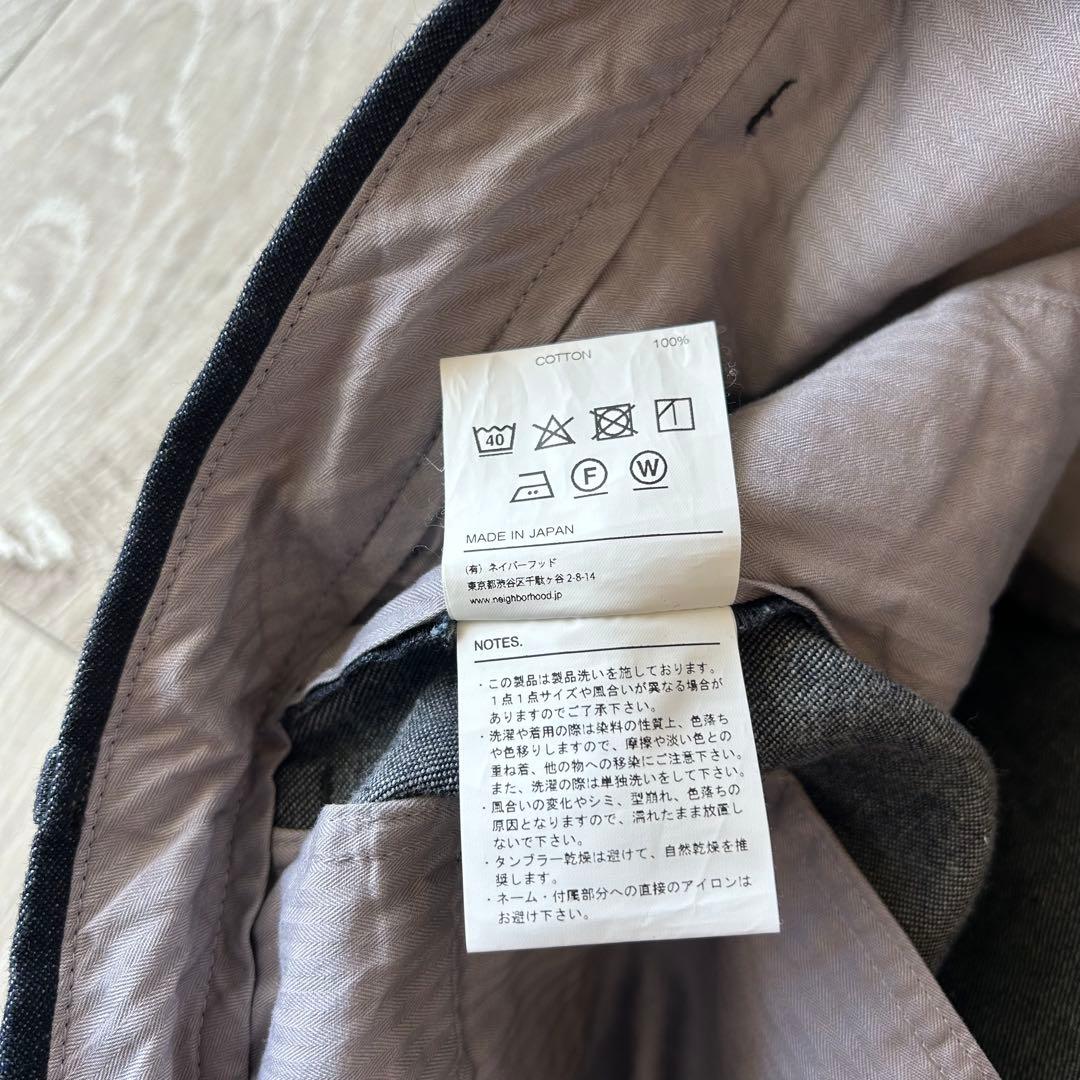 COTTON 100%
40
F W
MADE IN JAPAN
(有) ネイバーフッド
東京都渋谷区千駄ヶ谷 2-8-14
www.neighborhood.jp
NOTES.
・この製品は製品洗いを施しております。
1点1点サイズや風合いが異なる場合が
ありますのでご了承下さい。
・洗濯や着用の際は染料の性質上、色落ち
や色移りしますので、摩擦や淡い色との
重ね着、他の物への移染にご注意下さい。
また、洗濯の際は単独洗いをして下さい。
・風合いの変化やシミ、型崩れ、色落ちの
原因となりますので、濡れたまま放置し
ないで下さい。
・タンブラー乾燥は避けて、自然乾燥を推
奨します。
・ネーム・付属部分への直接のアイロンは
お避け下さい。